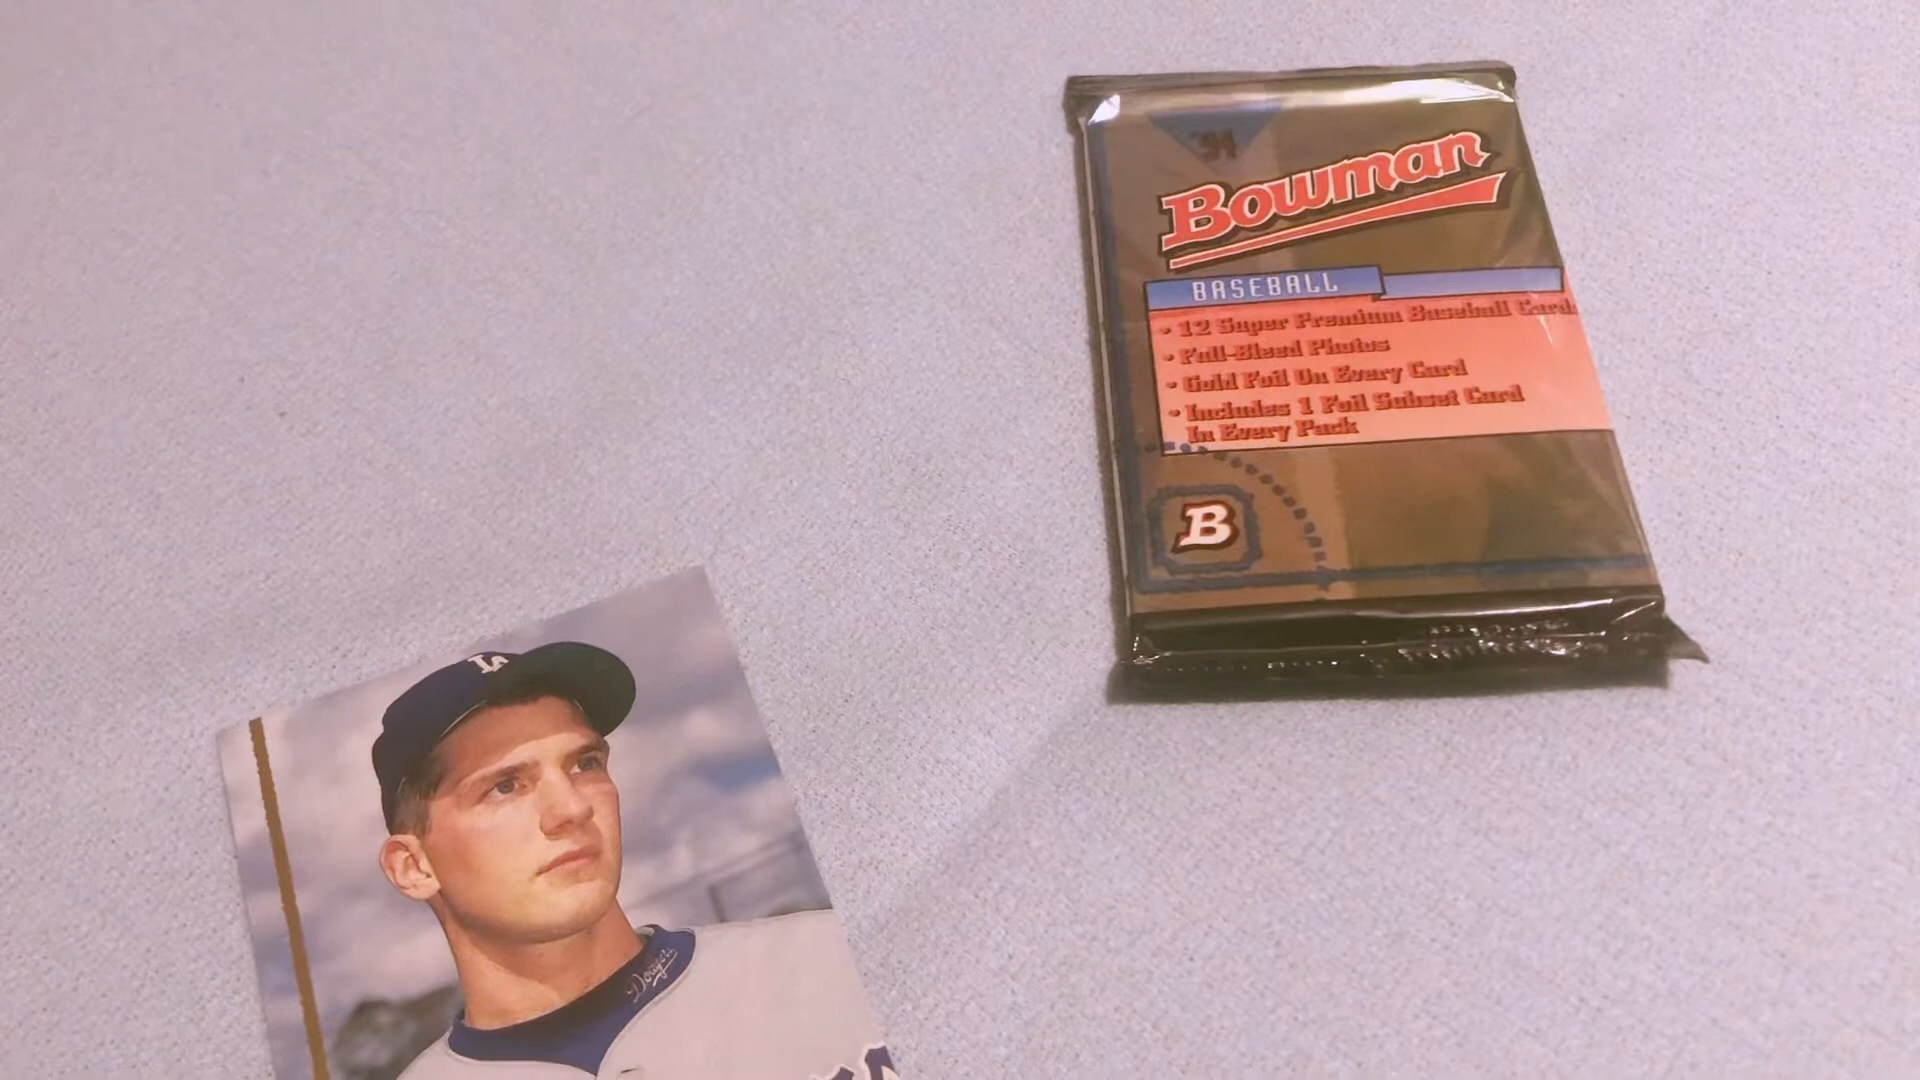 '94
Bowman
BASEBALL
• 12 Super Premium Baseball Cards
• Full-Bleed Photos
• Gold Foil On Every Card
• Includes 1 Foil Subset Card
In Every Pack
B
LA
Dodgers